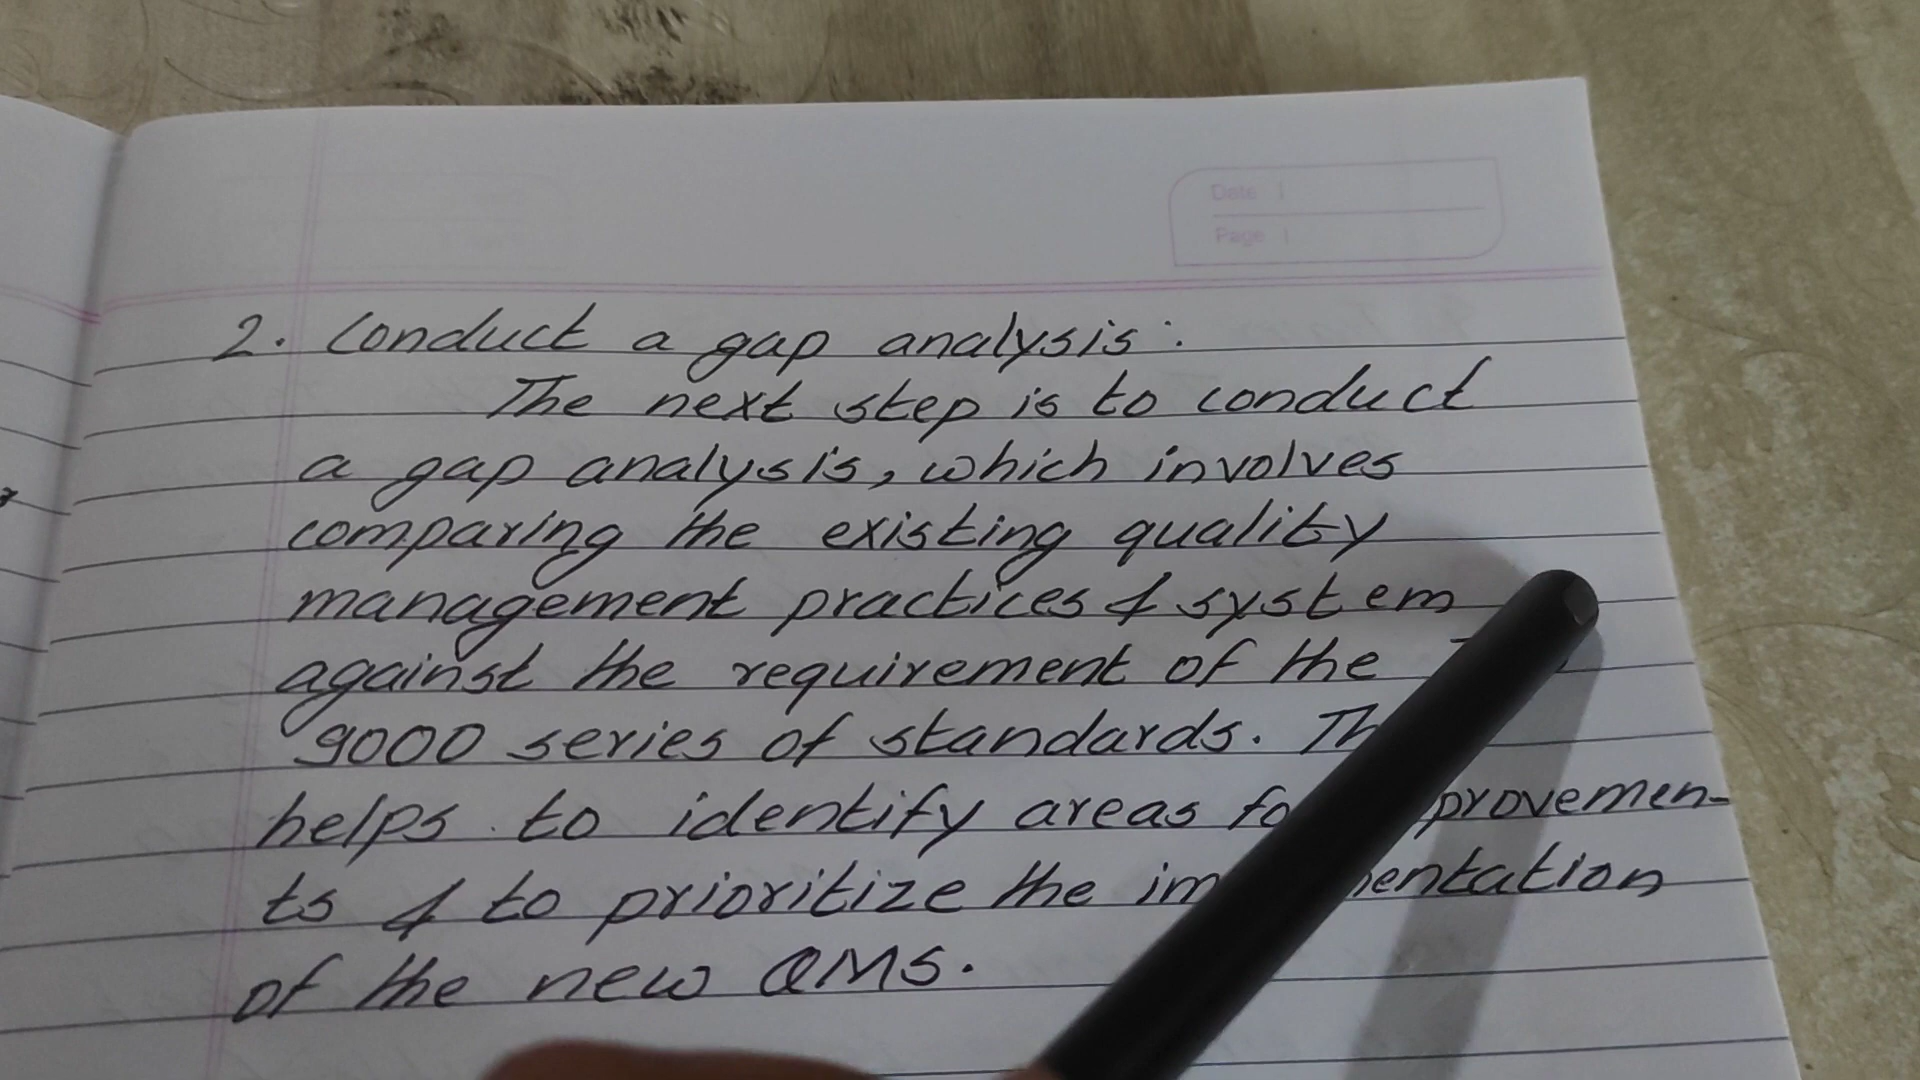 Date :
Page :
2. Conduct a gap analysis:
The next step is to conduct
a gap analysis, which involves
comparing the existing quality
management practices & system
against the requirement of the
9000 series of standards.
helps to identify areas
ts & to prioritize the
of the new QMS.